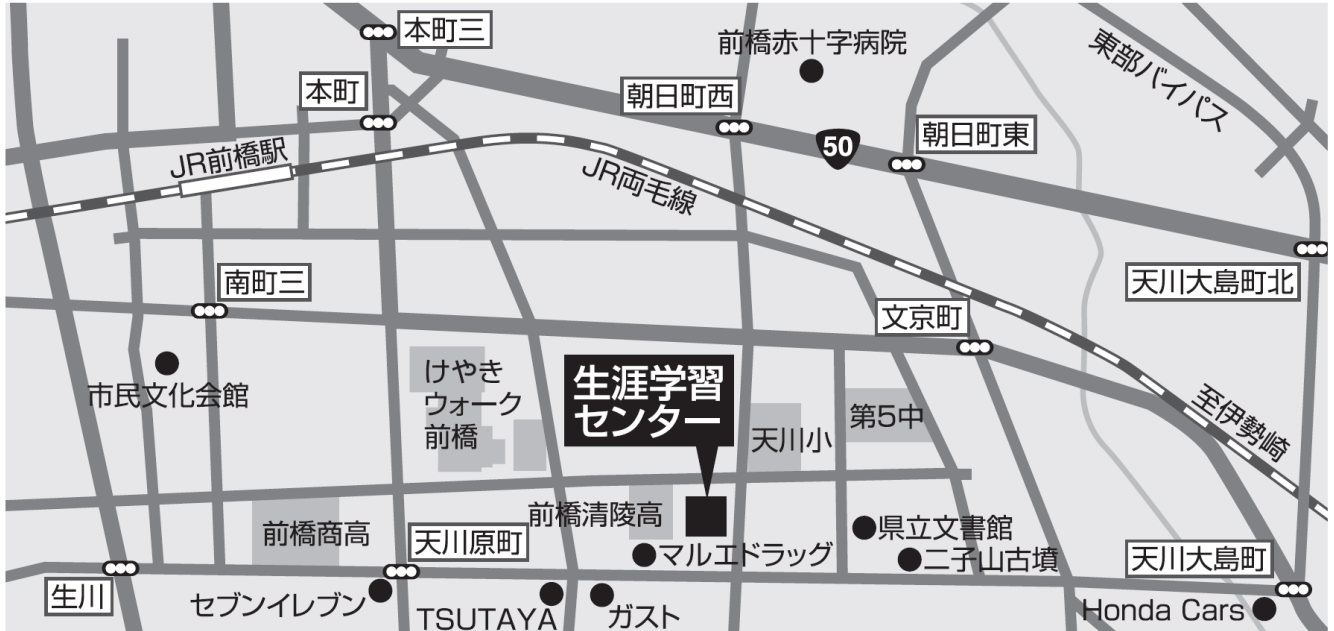 本町三
前橋赤十字病院
東部バイパス
本町
朝日町西
50
朝日町東
JR前橋駅
JR両毛線
南町三
天川大島町北
文京町
市民文化会館
けやき
ウォーク
前橋
生涯学習
センター
天川小
第5中
至伊勢崎
前橋商高
前橋清陵高
天川原町
マルエドラッグ
県立文書館
二子山古墳
天川大島町
生川
セブンイレブン
TSUTAYA
ガスト
Honda Cars